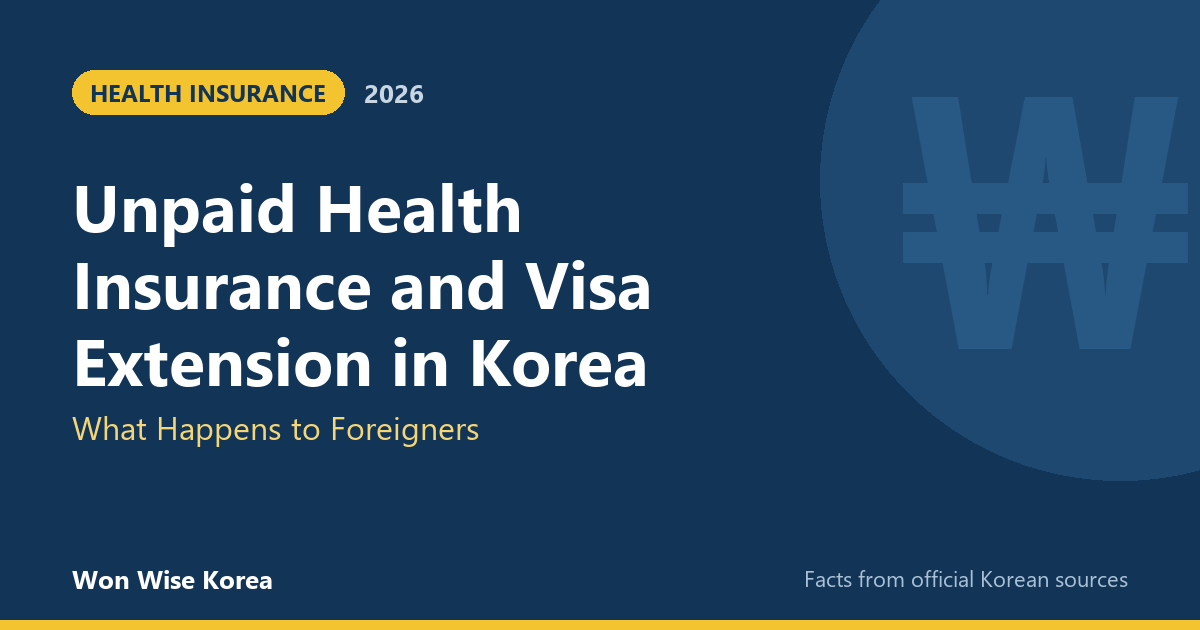 HEALTH INSURANCE 2026
Unpaid Health
Insurance and Visa
Extension in Korea
What Happens to Foreigners
Won Wise Korea
Facts from official Korean sources